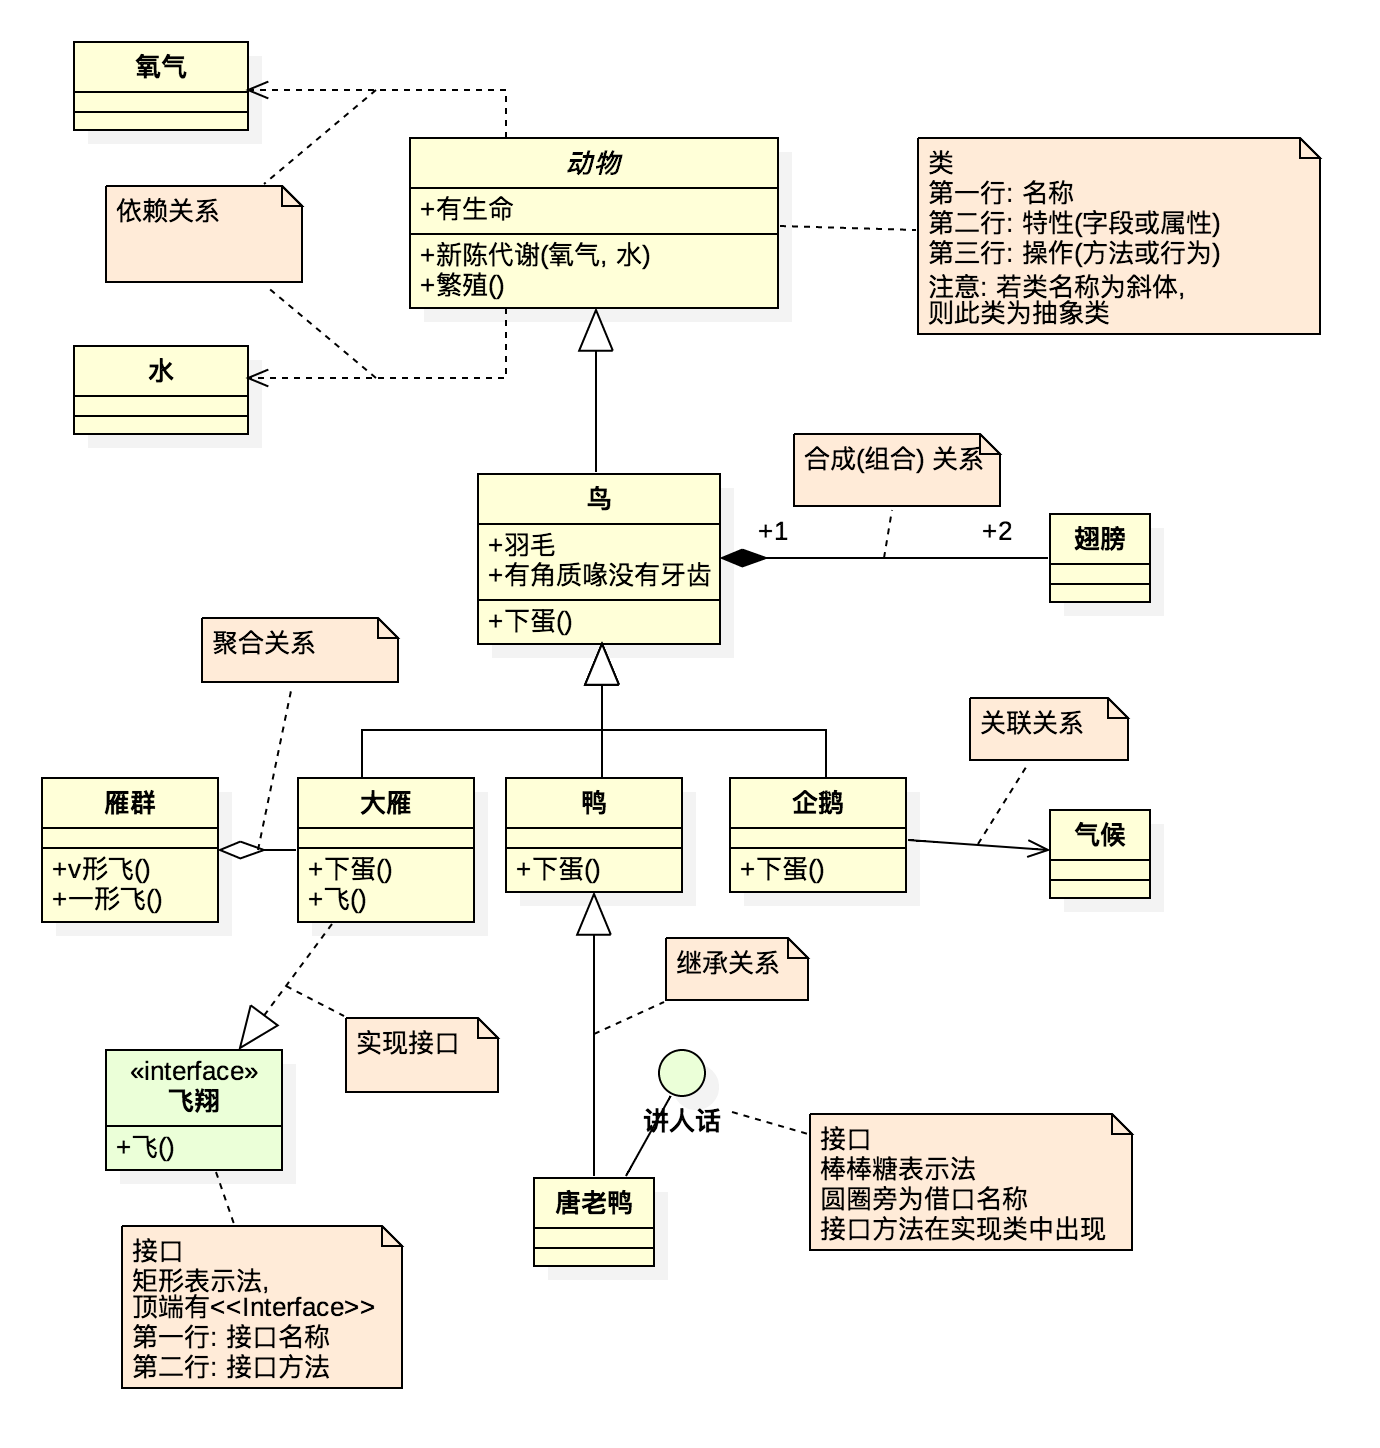 氧气
动物
+有生命
+新陈代谢(氧气, 水)
+繁殖()
类
第一行: 名称
第二行: 特性(字段或属性)
第三行: 操作(方法或行为)
注意: 若类名称为斜体,
则此类为抽象类
依赖关系
水
合成(组合) 关系
鸟
+羽毛
+有角质喙没有牙齿
+下蛋()
+1
+2
翅膀
聚合关系
关联关系
雁群
+v形飞()
+一形飞()
大雁
+下蛋()
+飞()
鸭
+下蛋()
企鹅
+下蛋()
气候
继承关系
实现接口
«interface»
飞翔
+飞()
讲人话
接口
棒棒糖表示法
圆圈旁为借口名称
接口方法在实现类中出现
唐老鸭
接口
矩形表示法,
顶端有<<Interface>>
第一行: 接口名称
第二行: 接口方法